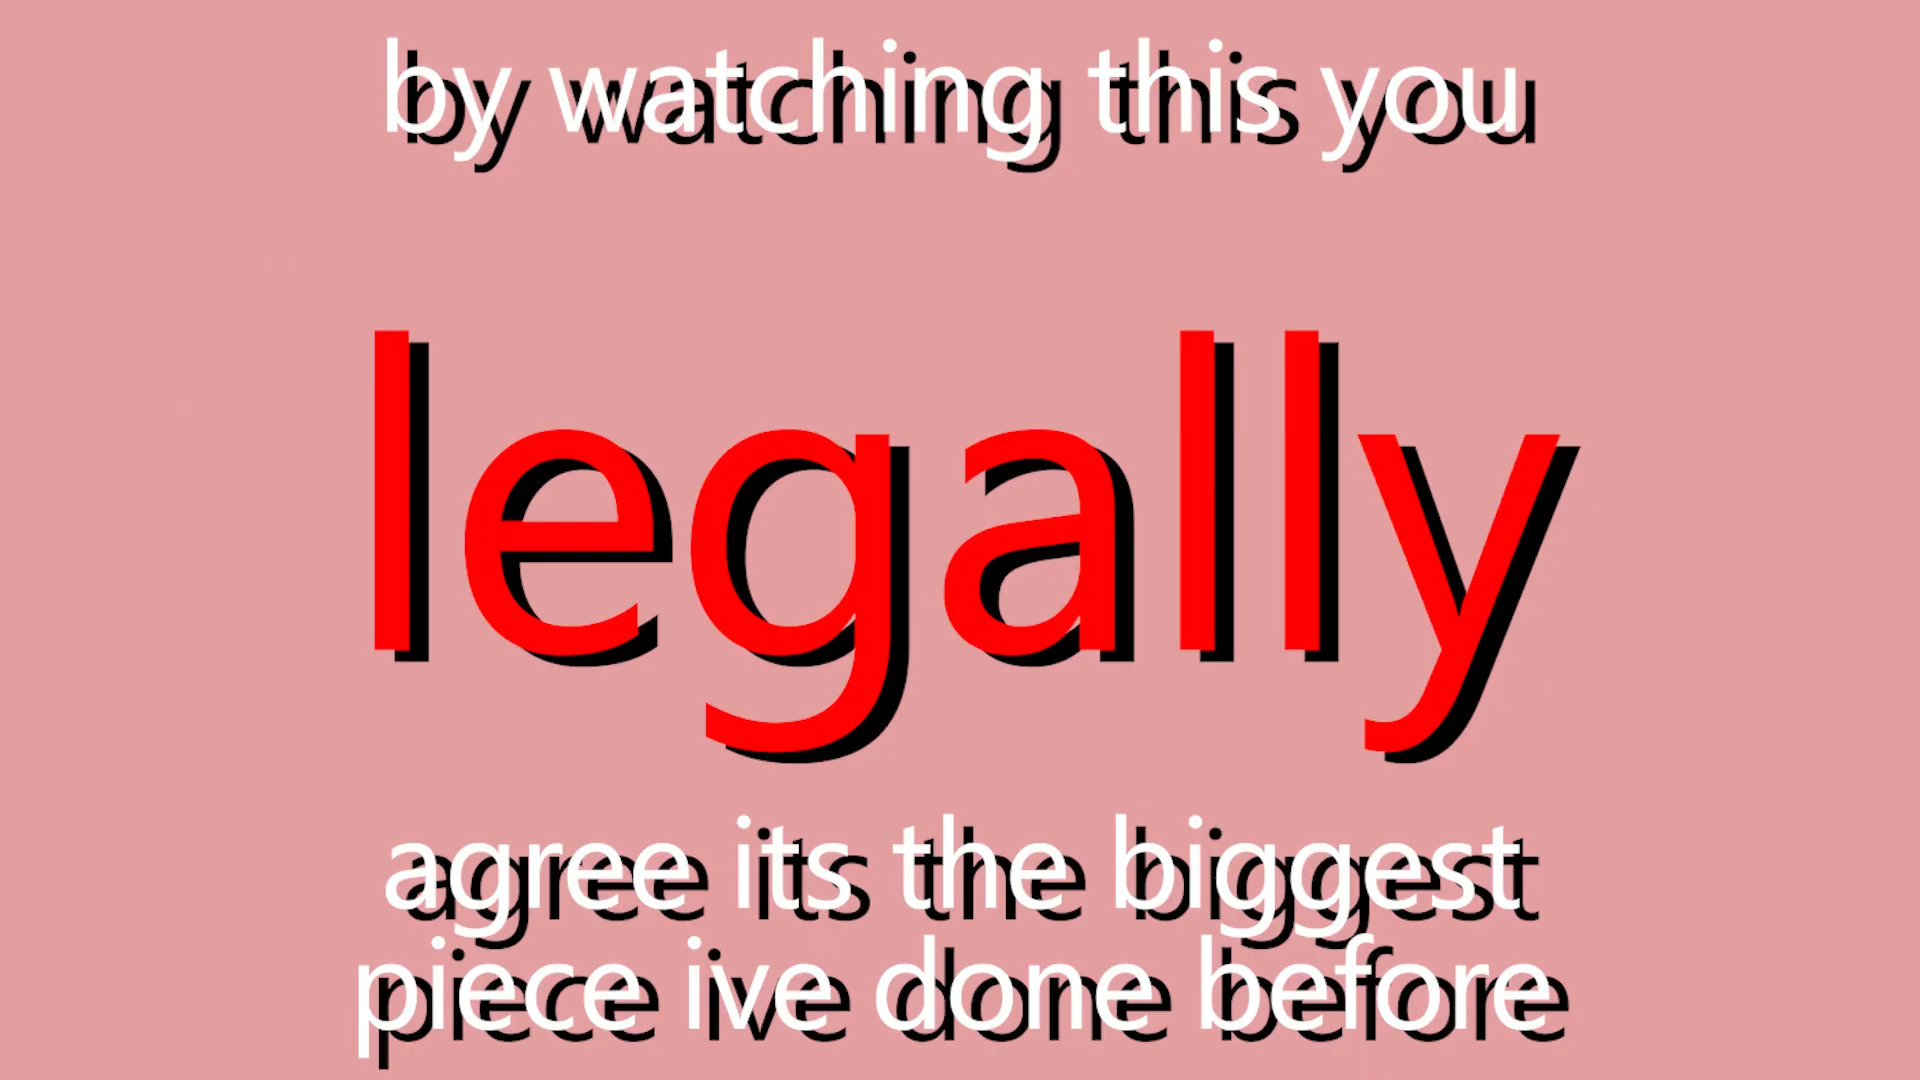 by watching this you
legally
agree its the biggest
piece ive done before